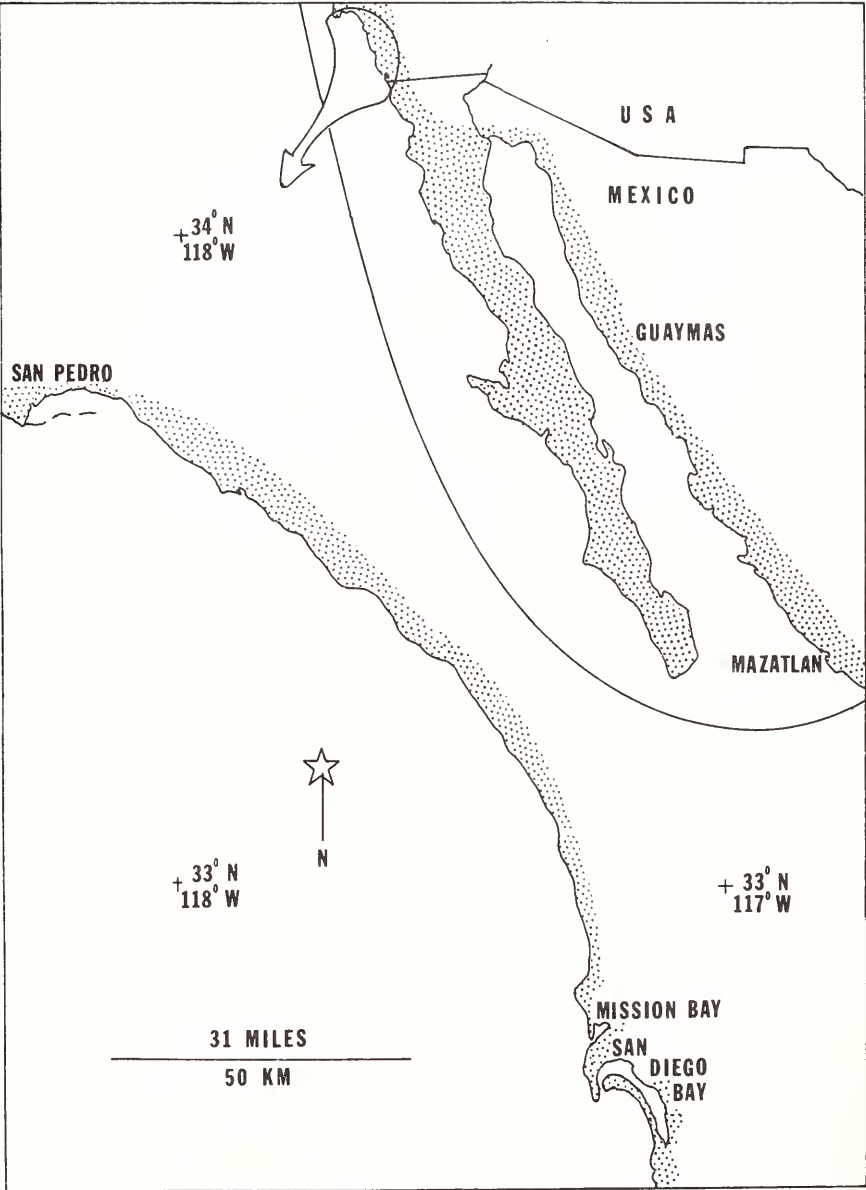 U S A
MEXICO
+34° N
118° W
GUAYMAS
SAN PEDRO
MAZATLAN
N
+ 33° N
118° W
+ 33° N
117° W
MISSION BAY
31 MILES
50 KM
SAN
DIEGO
BAY